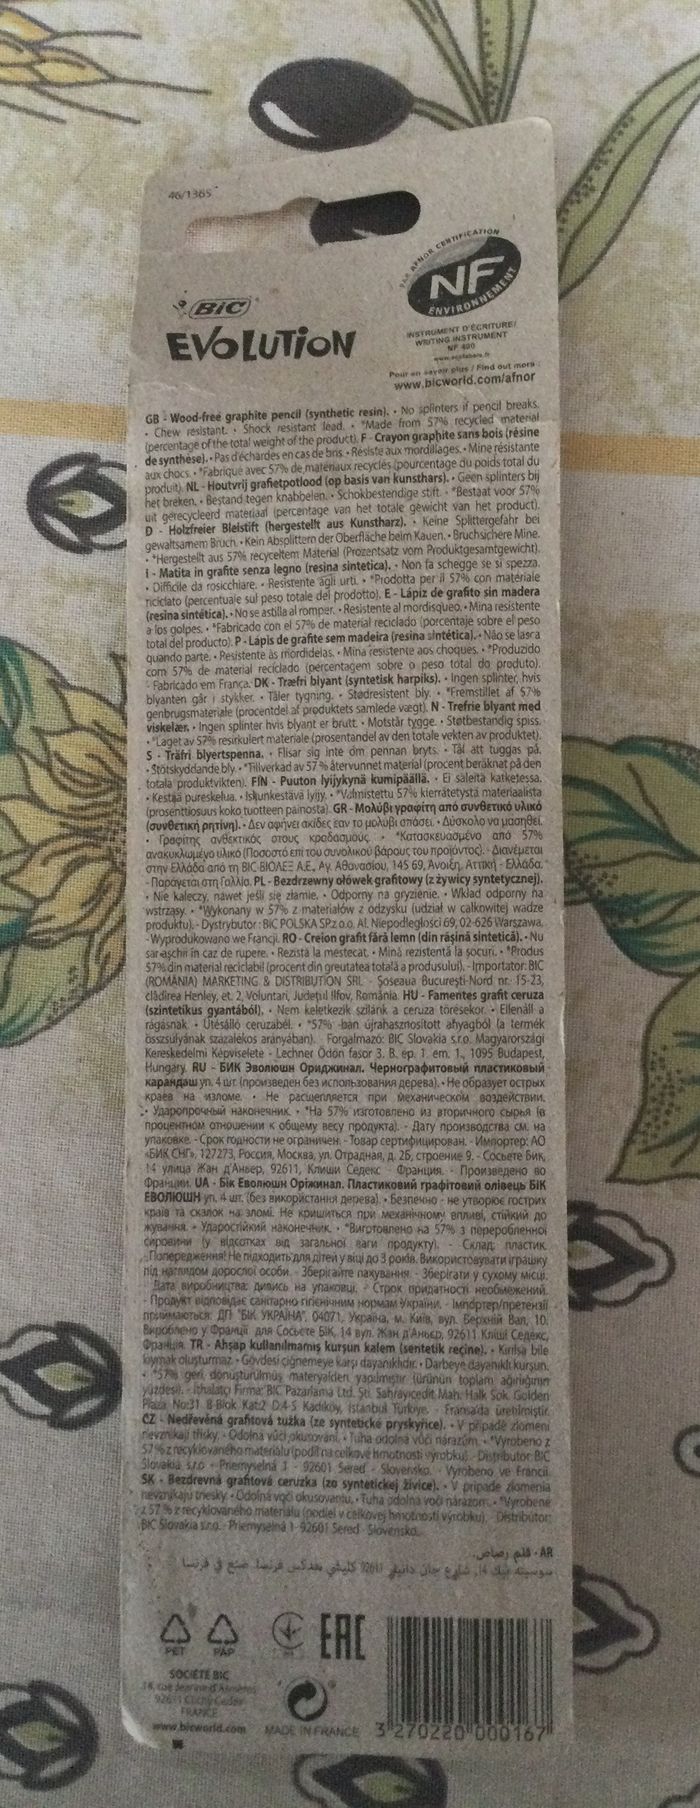 46/1365
PAR AFNOR CERTIFICATION
NF
ENVIRONNEMENT
BiC
EVOLUTION
INSTRUMENT D'ÉCRITURE/
WRITING INSTRUMENT
NF 400
Pour en savoir plus / Find out more :
www.bicworld.com/afnor
GB - Wood-free graphite pencil (synthetic resin). • No splinters if pencil breaks.
• Chew resistant. • Shock resistant lead. • *Made from 57% recycled material
(percentage of the total weight of the product). F - Crayon graphite sans bois (résine
de synthèse). • Pas d'échardes en cas de bris • Résiste aux mordillages. • Mine résistante
aux chocs. • *Fabriqué avec 57% de matériaux recyclés (pourcentage du poids total du
produit). NL - Houtvrij grafietpotlood (op basis van kunsthars). • Geen splinters bij
het breken. • Bestand tegen knabbelen. • Schokbestendige stift. • *Bestaat voor 57%
uit gerecycleerd materiaal (percentage van het totale gewicht van het product).
D - Holzfreier Bleistift (hergestellt aus Kunstharz). • Keine Splittergefahr bei
gewaltsamem Bruch. • Kein Absplittern der Oberfläche beim Kauen. • Bruchsichere Mine.
• *Hergestellt aus 57% recyceltem Material (Prozentsatz vom Produktgesamtgewicht).
I - Matita in grafite senza legno (resina sintetica). • Non fa schegge se si spezza.
• Difficile da rosicchiare. • Resistente agli urti. • *Prodotta per il 57% con materiale
riciclato (percentuale sul peso totale del prodotto). E - Lápiz de grafito sin madera
(resina sintética). • No se astilla al romper. • Resistente al mordisqueo. • Mina resistente
a los golpes. • *Fabricado con el 57% de material reciclado (porcentaje sobre el peso
total del producto). P - Lápis de grafite sem madeira (resina sintética). • Não se lasca
quando parte. • Resistente às mordidelas. • Mina resistente aos choques. • *Produzido
com 57% de material reciclado (percentagem sobre o peso total do produto).
- Fabricado em França. DK - Træfri blyant (syntetisk harpiks). • Ingen splinter, hvis
blyanten går i stykker. • Tåler tygning. • Stødresistent bly. • *Fremstillet af 57%
genbrugsmateriale (procentdel af produktets samlede vægt). N - Trefrie blyant med
viskelær. • Ingen splinter hvis blyant er brutt. • Motstår tygge. • Støtbestandig spiss.
• *Laget av 57% resirkulert materiale (prosentandel av den totale vekten av produktet).
S - Träfri blyertspenna. • Flisar sig inte om pennan bryts. • Tål att tuggas på.
• Stötskyddande bly. • *Tillverkad av 57 % återvunnet material (procent beräknat på den
totala produktvikten). FIN - Puuton lyijykynä kumipäällä. • Ei säleitä katketessa.
• Kestää pureskelua. • Iskunkestävä lyijy. • *Valmistettu 57% kierrätetystä materiaalista
(prosenttiosuus koko tuotteen painosta). GR - Μολύβι γραφίτη από συνθετικό υλικό
(συνθετική ρητίνη). • Δεν αφήνει ακίδες εαν το μολύβι σπάσει. • Δύσκολο να μασηθεί.
• Γραφίτης ανθεκτικός στους κραδασμούς. • *Κατασκευασμένο από 57%
ανακυκλωμένο υλικό (Ποσοστό επί του συνολικού βάρους του προϊόντος). - Διανέμεται
στην Ελλάδα από τη BIC ΒΙΟΛΕΞ Α.Ε., Αγ. Αθανασίου, 145 69, Άνοιξη, Αττική - Ελλάδα.
- Παράγεται στη Γαλλία. PL - Bezdrzewny ołówek grafitowy (z żywicy syntetycznej).
• Nie kaleczy, nawet jeśli się złamie. • Odporny na gryzienie. • Wkład odporny na
wstrząsy. • *Wykonany w 57% z materiałów z odzysku (udział w całkowitej wadze
produktu). - Dystrybutor : BIC POLSKA SP.z o.o. Al. Niepodległości 69, 02-626 Warszawa.
- Wyprodukowano we Francji. RO - Creion grafit fără lemn (din rășină sintetică). • Nu
sar așchii în caz de rupere. • Rezistă la mestecat. • Mină rezistentă la șocuri. • *Produs
57% din material reciclabil (procent din greutatea totală a produsului). - Importator: BIC
(ROMÂNIA) MARKETING & DISTRIBUTION SRL - Șoseaua București-Nord nr. 15-23,
clădirea Henley, et. 2, Voluntari, Județul Ilfov, România. HU - Famentes grafit ceruza
(szintetikus gyantából). • Nem keletkezik szilánk a ceruza törésekor. • Ellenáll a
rágásnak. • Ütésálló ceruzabél. • *57% -ban újrahasznosított anyagból (a termék
összsúlyának százalékos arányában). - Forgalmazó: BIC Slovakia s.r.o. Magyarországi
Kereskedelmi Képviselete - Lechner Ödön fasor 3. B. ép. 1. em. 1., 1095 Budapest,
Hungary. RU - БИК Эволюшн Ориджинал. Чернографитовый пластиковый
карандаш уп. 4 шт. (произведен без использования дерева). • Не образует острых
краев на изломе. • Не расщепляется при механическом воздействии.
• Ударопрочный наконечник. • *На 57% изготовлено из вторичного сырья (в
процентном отношении к общему весу продукта). - Дату производства см. на
упаковке. - Срок годности не ограничен. - Товар сертифицирован. - Импортер: АО
«БИК СНГ», 127273, Россия, Москва, ул. Отрадная, д. 2Б, строение 9. - Сосьете Бик,
14 улица Жан д'Аньер, 92611, Клиши Седекс - Франция. - Произведено во
Франции. UA - Бік Еволюшн Оріжинал. Пластиковий графітовий олівець БІК
ЕВОЛЮШН уп. 4 шт. (без використання дерева). • Безпечно - не утворює гострих
країв та скалок на зломі. Не кришиться при механічному впливі, стійкий до
жування. • Ударостійкий наконечник. • *Виготовлено на 57% з переробленої
сировини (у відсотках від загальної ваги продукту). - Склад: пластик.
- Попередження! Не підходить для дітей у віці до 3 років. Використовувати іграшку
під наглядом дорослої особи. - Зберігайте пакування. - Зберігати у сухому місці.
- Дата виробництва: дивись на упаковці. - Строк придатності необмежений.
- Продукт відповідає санітарно гігієнічним нормам України. - Імпортер/претензії
приймаються: ДП "БІК УКРАЇНА", 04071, Україна, м. Київ, вул. Верхній Вал, 10.
Вироблено у Франції для Сосьєте БІК, 14 вул. Жан д'Аньєр, 92611 Кліші Седекс,
Франція. TR - Ahşap kullanılmamış kurşun kalem (sentetik reçine). • Kırılsa bile
kıymak oluşturmaz. • Gövdesi çiğnemeye karşı dayanıklıdır. • Darbeye dayanıklı kurşun.
• *57% geri dönüştürülmüş materyalden yapılmıştır (ürünün toplam ağırlığının
yüzdesi). - İthalatçı Firma: BIC Pazarlama Ltd. Şti. Sahrayıcedit Mah. Halk Sok. Golden
Plaza No:31 B Blok Kat:2 D:4-5 Kadıköy, İstanbul Türkiye. - Fransa'da üretilmiştir.
CZ - Nedřevěná grafitová tužka (ze syntetické pryskyřice). • V případě zlomení
nevznikají třísky. • Odolná vůči okusování. • Tuha odolná vůči nárazům. • *Vyrobeno z
57% z recyklovaného materiálu (podíl na celkové hmotnosti výrobku). - Distributor BIC
Slovakia s.r.o. - Priemyselná 1 - 92601 Sereď - Slovensko. - Vyrobeno ve Francii.
SK - Bezdrevná grafitová ceruzka (zo syntetickej živice). • V prípade zlomenia
nevznikajú triesky. • Odolná voči okusovaniu. • Tuha odolná voči nárazom. • *Vyrobené
z 57% z recyklovaného materiálu (podiel v celkovej hmotnosti výrobku). - Distributor:
BIC Slovakia s.r.o. - Priemyselná 1 - 92601 Sereď - Slovensko.
AR - قلم رصاص.
سوسيته بيك 14، شارع جان دانيير 92611 كليشي سدكس فرنسا. صنع في فرنسا
PET PAP EAC
SOCIÉTÉ BIC
14, rue Jeanne d'Asnières
92611 Clichy Cedex
FRANCE
www.bicworld.com MADE IN FRANCE 3 270220 000167